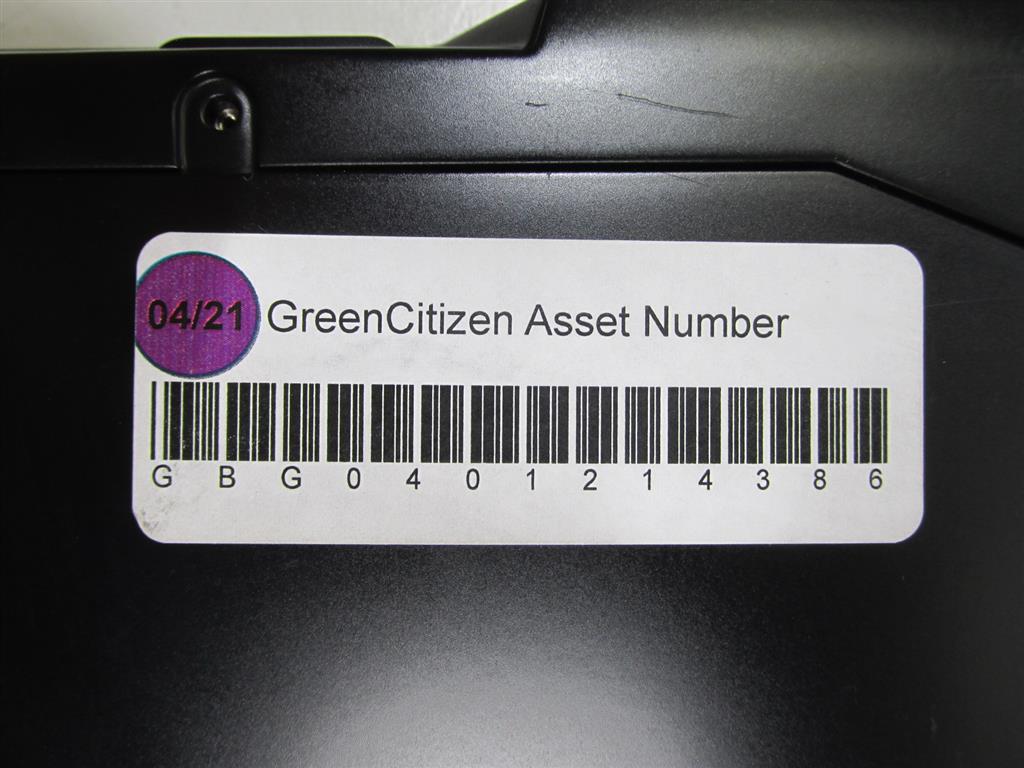 04/21 GreenCitizen Asset Number
G B G 0 4 0 1 2 1 4 3 8 6